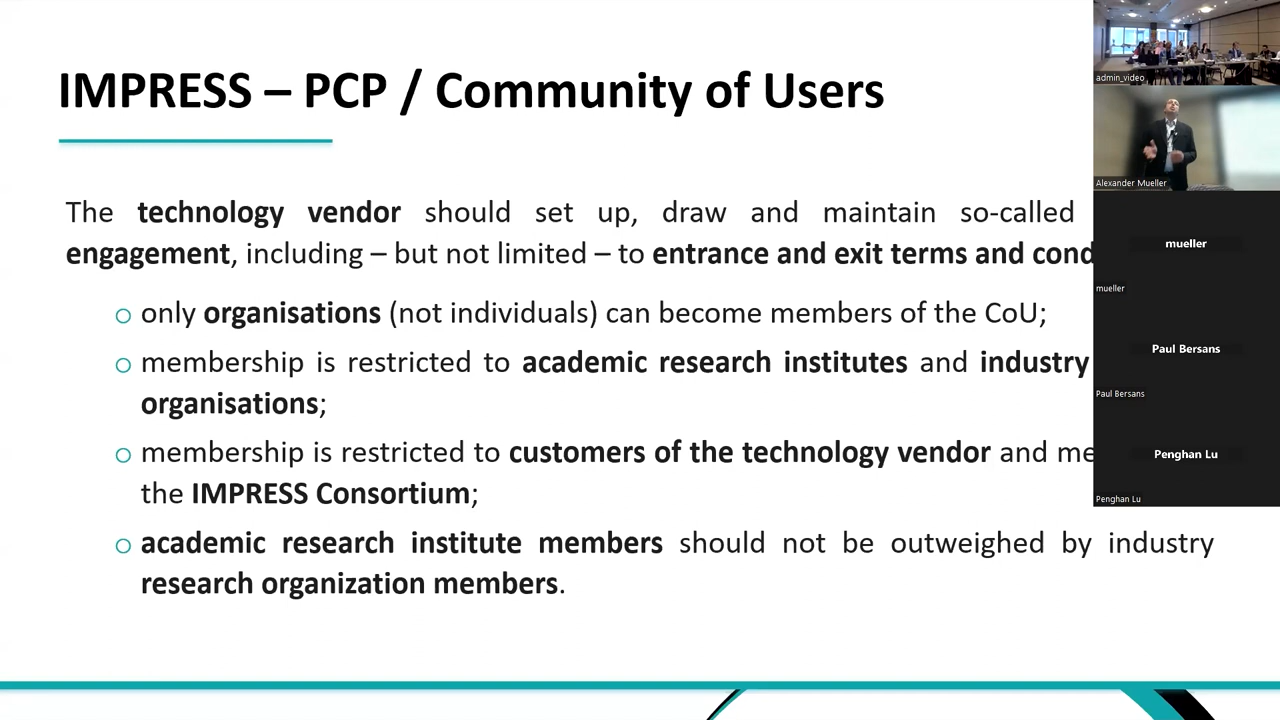 IMPRESS – PCP / Community of Users
The technology vendor should set up, draw and maintain so-called
engagement, including – but not limited – to entrance and exit terms and cond
only organisations (not individuals) can become members of the CoU;
membership is restricted to academic research institutes and industry
organisations;
membership is restricted to customers of the technology vendor and me
the IMPRESS Consortium;
academic research institute members should not be outweighed by industry
research organization members.
admin_video
Alexander Mueller
mueller
mueller
Paul Bersans
Paul Bersans
Penghan Lu
Penghan Lu